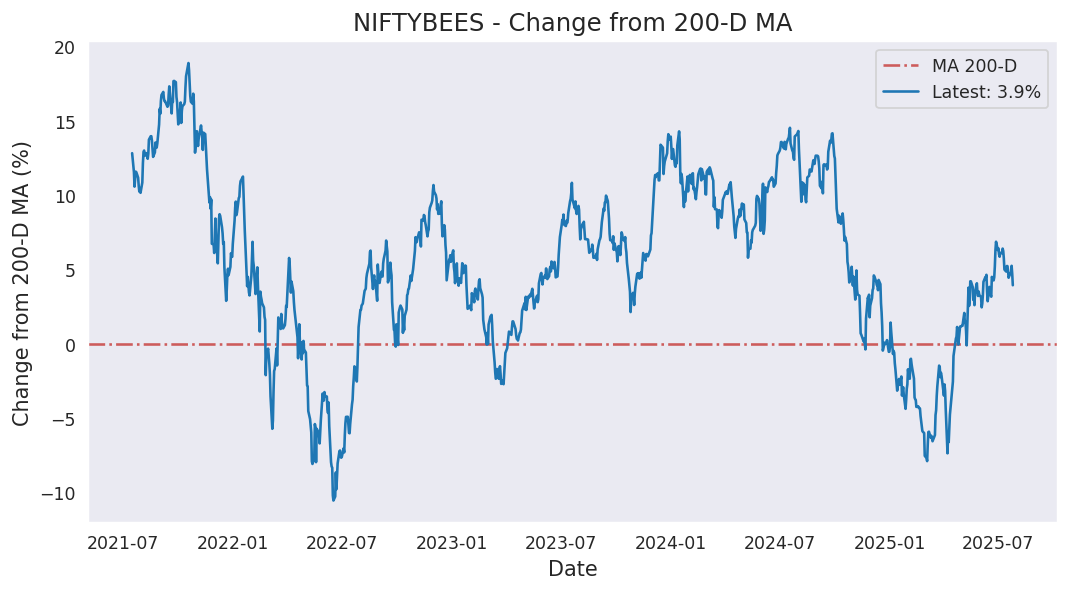 NIFTYBEES - Change from 200-D MA
MA 200-D
Latest: 3.9%
Change from 200-D MA (%)
20
15
10
5
0
−5
−10
2021-07 2022-01 2022-07 2023-01 2023-07 2024-01 2024-07 2025-01 2025-07
Date